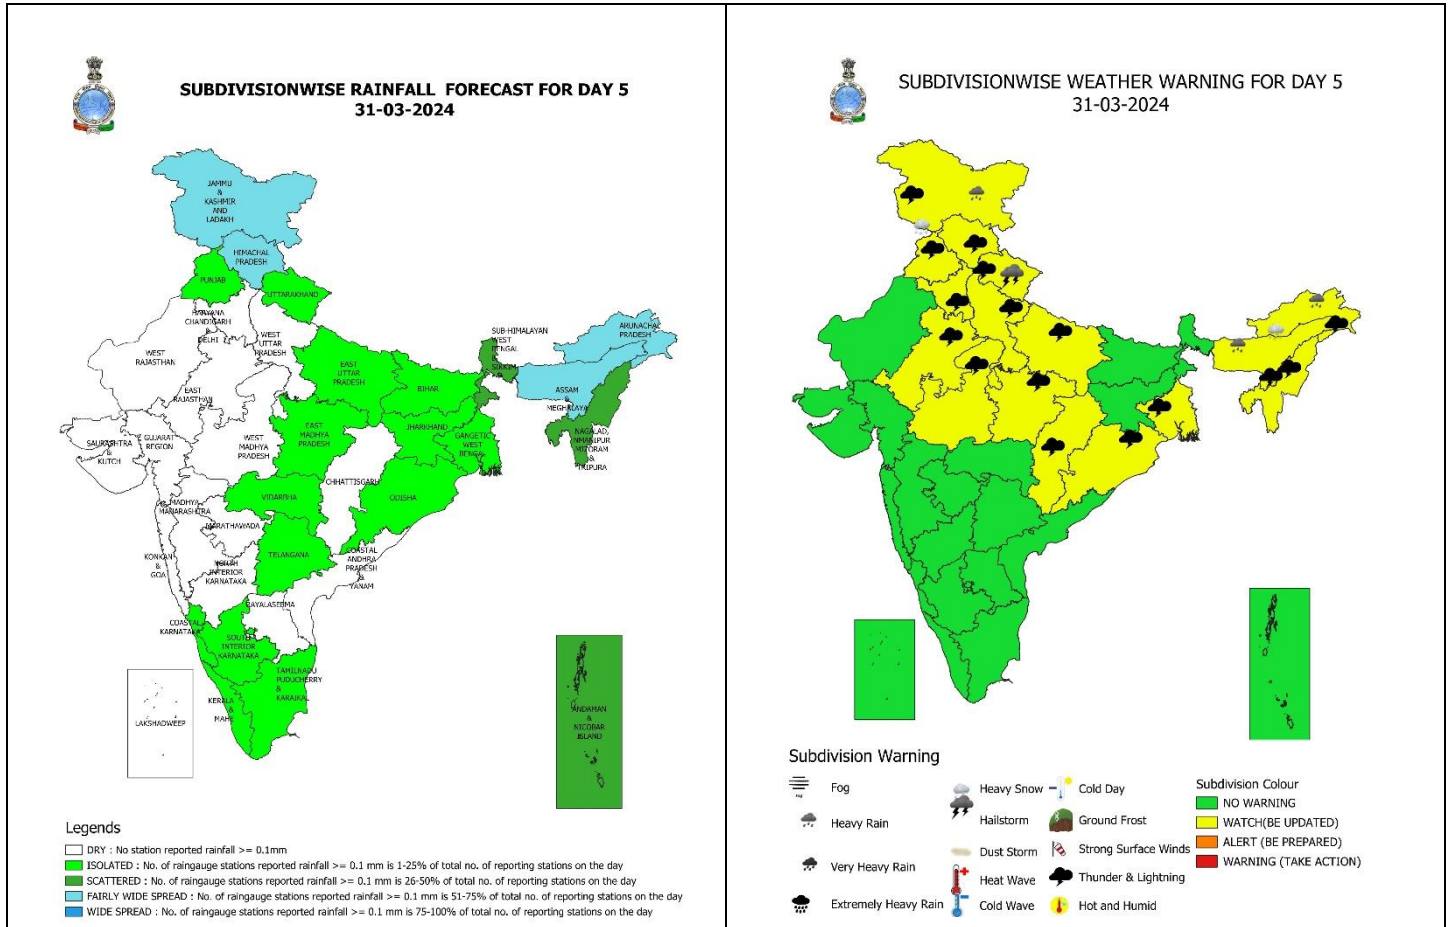 SUBDIVISIONWISE RAINFALL FORECAST FOR DAY 5
31-03-2024
JAMMU
&
KASHMIR
AND
LADAKH
HIMACHAL
PRADESH
PUNJAB
UTTARAKHAND
HARYANA
CHANDIGARH
&
DELHI
WEST
UTTAR
PRADESH
WEST
RAJASTHAN
EAST
RAJASTHAN
EAST
UTTAR
PRADESH
BIHAR
SUB-HIMALAYAN
WEST
BENGAL
&
SIKKIM
ARUNACHAL
PRADESH
ASSAM
&
MEGHALAYA
NAGALAD,
MIZORAM
&
TRIPURA
JHARKHAND
GANGETIC
WEST
BENGAL
EAST
MADHYA
PRADESH
WEST
MADHYA
PRADESH
GUJARAT
REGION
SAURASHTRA
&
KUTCH
CHHATTISGARH
ODISHA
VIDARBHA
MADHYA
MAHARASHTRA
MARATHAWADA
TELANGANA
KONKAN
&
GOA
NORTH
INTERIOR
KARNATAKA
COASTAL
ANDHRA
PRADESH
&
YANAM
RAYALASEEMA
COASTAL
KARNATAKA
SOUTH
INTERIOR
KARNATAKA
TAMILNADU
PUDUCHERRY
&
KARAIKAL
KERALA
&
MAHE
LAKSHADWEEP
ANDAMAN
&
NICOBAR
ISLAND
Legends
DRY : No station reported rainfall >= 0.1mm
ISOLATED : No. of raingauge stations reported rainfall >= 0.1 mm is 1-25% of total no. of reporting stations on the day
SCATTERED : No. of raingauge stations reported rainfall >= 0.1 mm is 26-50% of total no. of reporting stations on the day
FAIRLY WIDE SPREAD : No. of raingauge stations reported rainfall >= 0.1 mm is 51-75% of total no. of reporting stations on the day
WIDE SPREAD : No. of raingauge stations reported rainfall >= 0.1 mm is 75-100% of total no. of reporting stations on the day
SUBDIVISIONWISE WEATHER WARNING FOR DAY 5
31-03-2024
Subdivision Warning
Fog
Heavy Rain
Very Heavy Rain
Extremely Heavy Rain
Heavy Snow
Hailstorm
Dust Storm
Heat Wave
Cold Wave
Cold Day
Ground Frost
Strong Surface Winds
Thunder & Lightning
Hot and Humid
Subdivision Colour
NO WARNING
WATCH(BE UPDATED)
ALERT (BE PREPARED)
WARNING (TAKE ACTION)